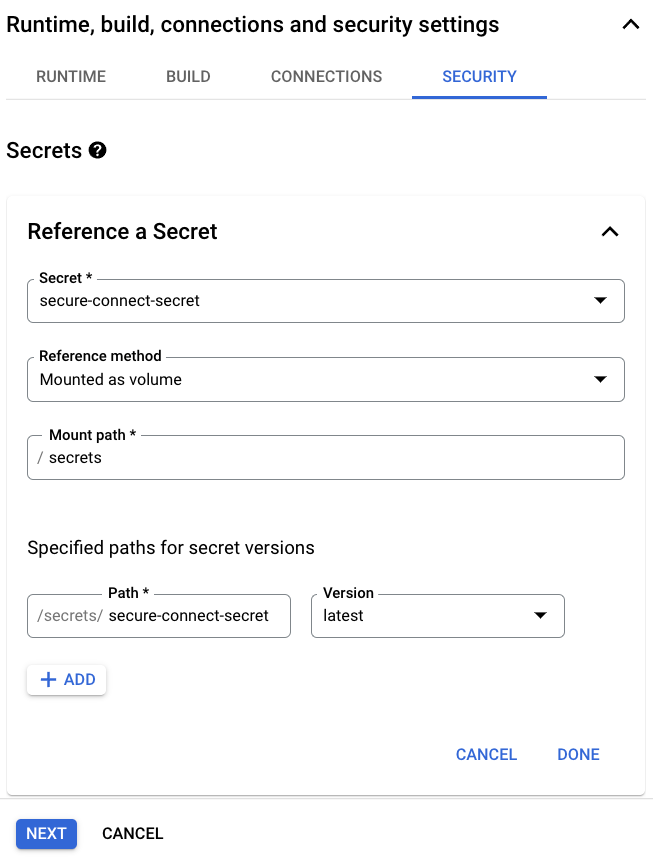 Runtime, build, connections and security settings
RUNTIME BUILD CONNECTIONS SECURITY
Secrets ?
Reference a Secret
Secret *
secure-connect-secret
Reference method
Mounted as volume
Mount path *
/ secrets
Specified paths for secret versions
Path * Version
/secrets/ secure-connect-secret latest
+ ADD
CANCEL DONE
NEXT CANCEL